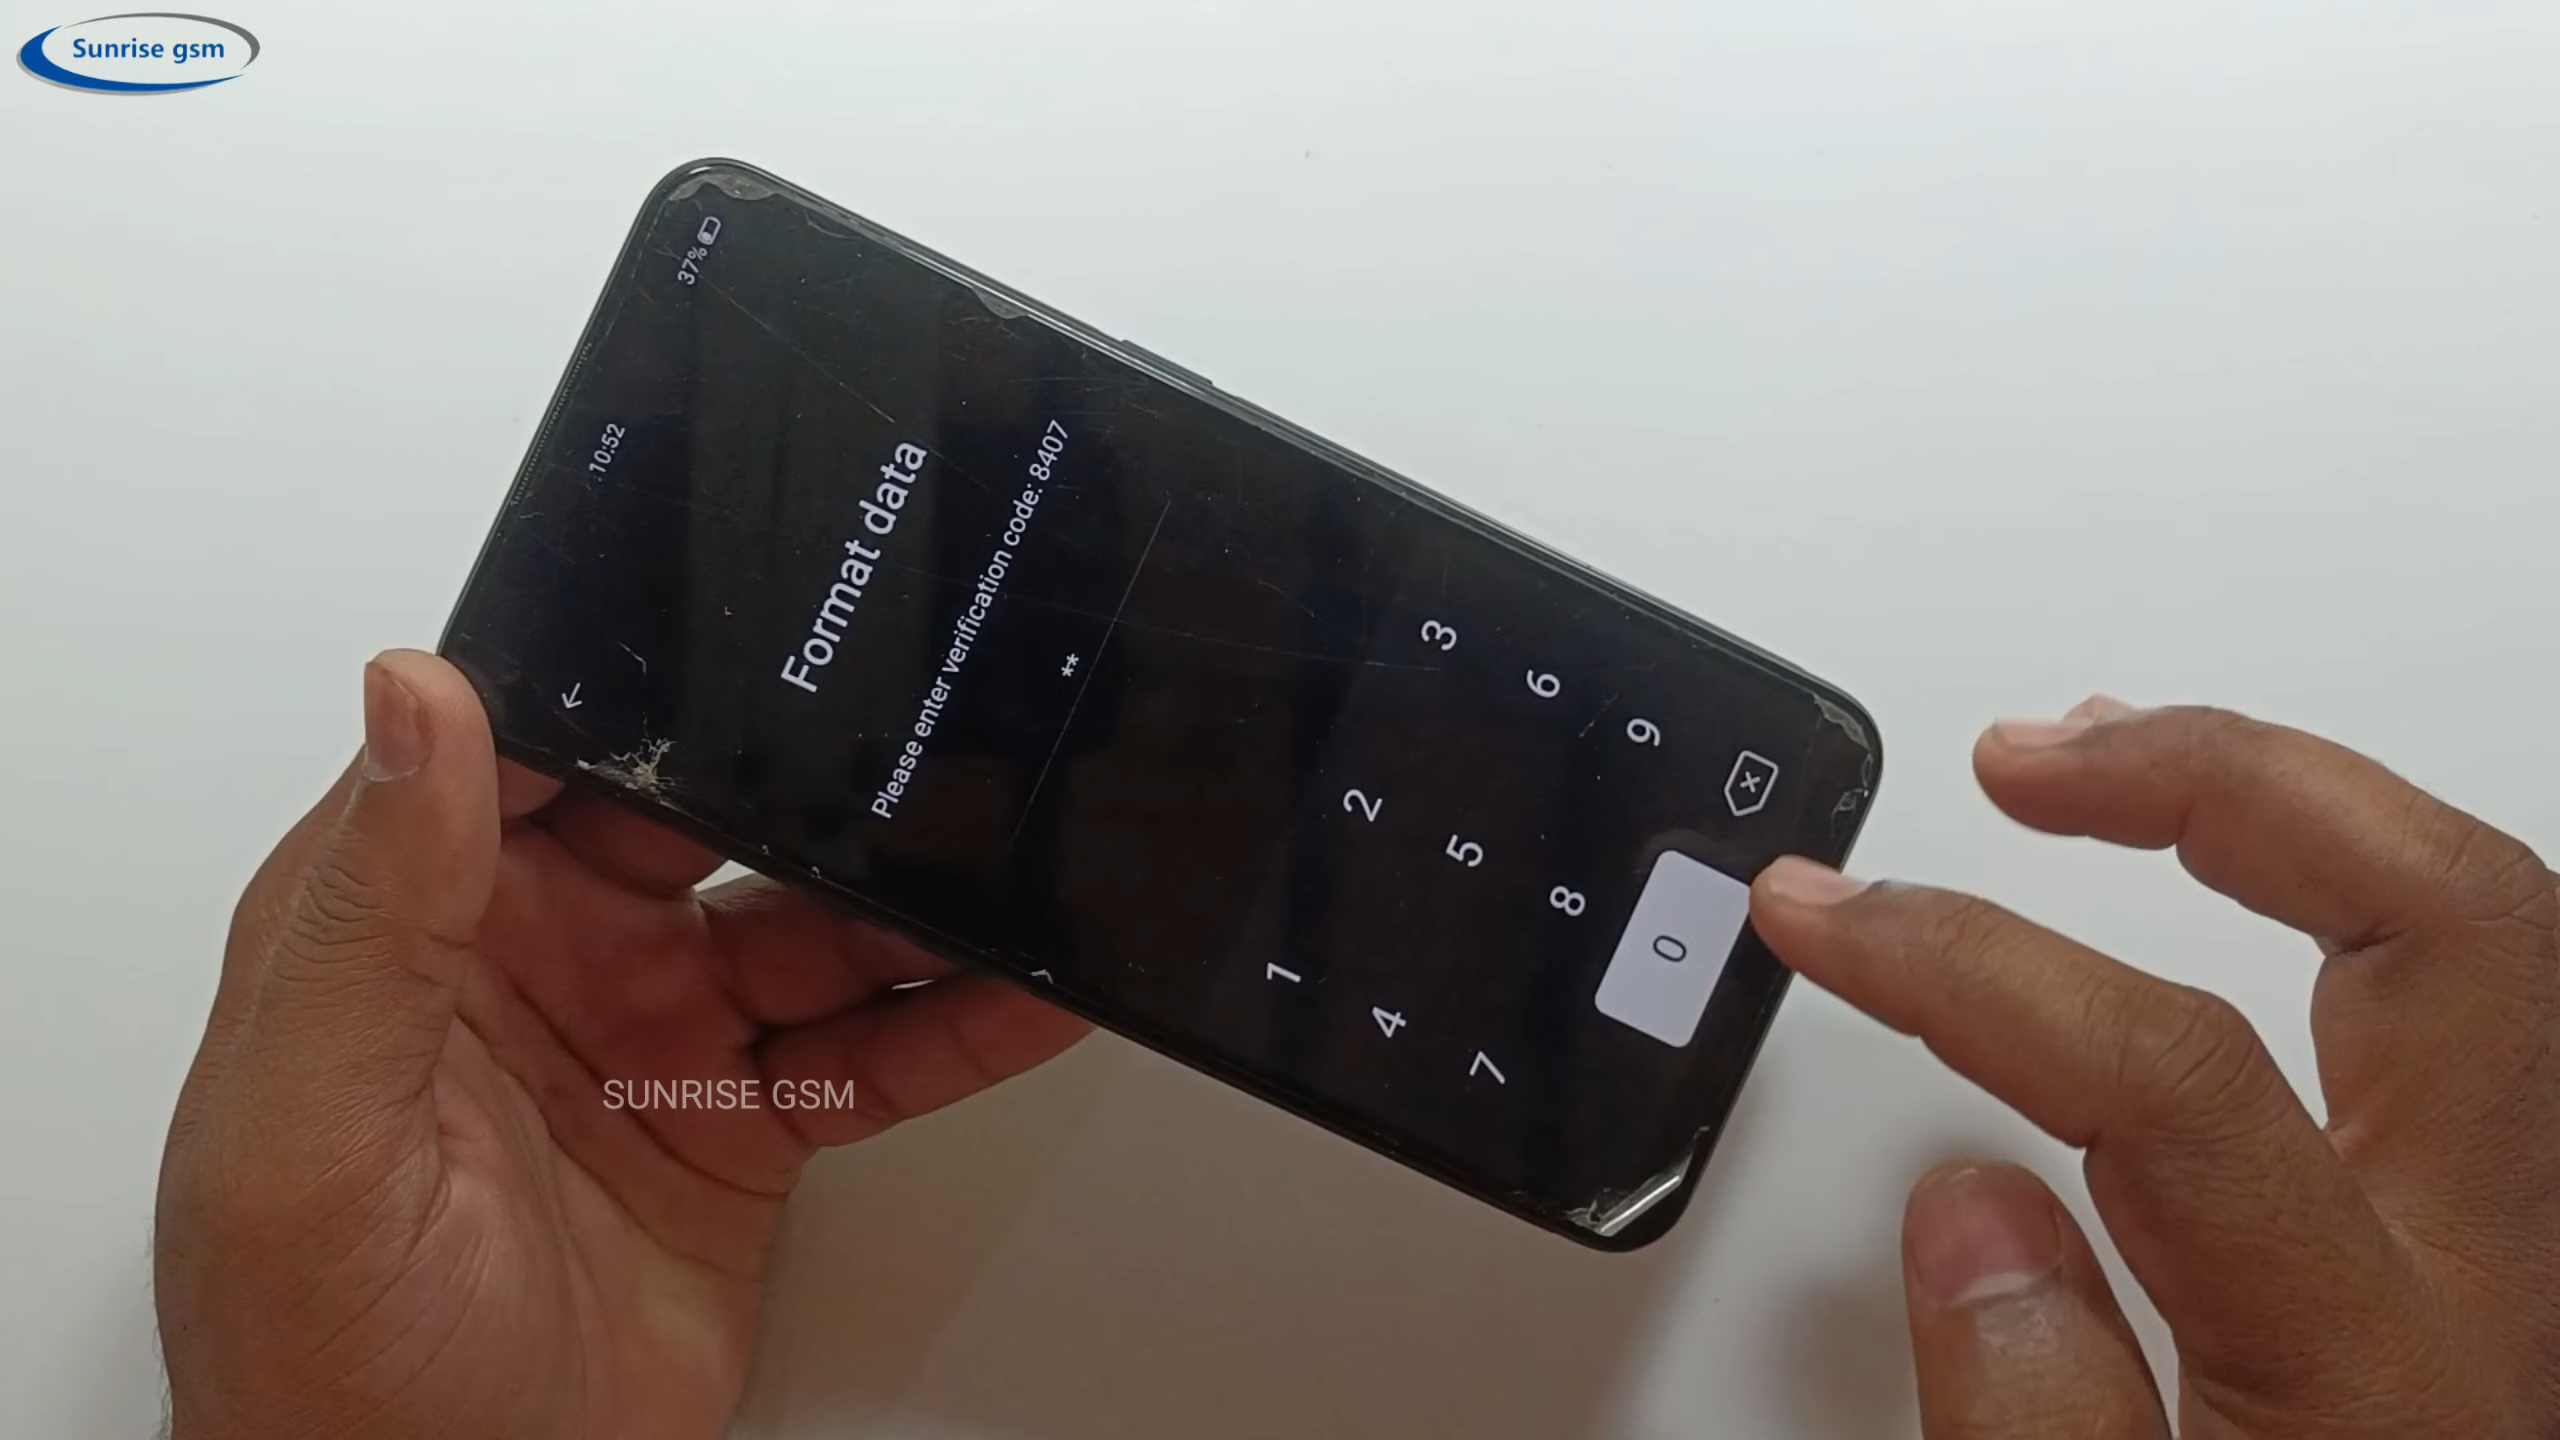 Sunrise gsm
10:52
37%
←
Format data
Please enter verification code: 8407
**
1 2 3
4 5 6
7 8 9
0
SUNRISE GSM